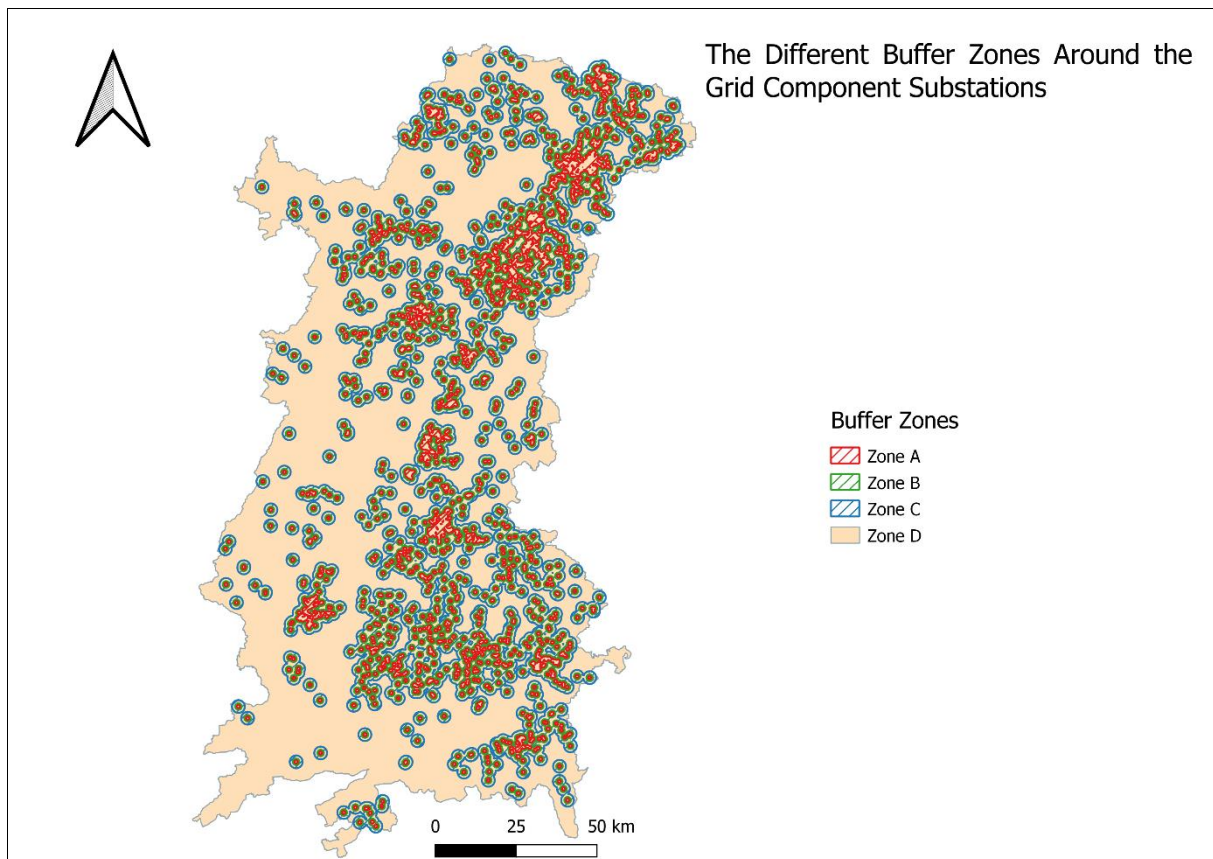 The Different Buffer Zones Around the
Grid Component Substations
Buffer Zones
Zone A
Zone B
Zone C
Zone D
0 25 50 km